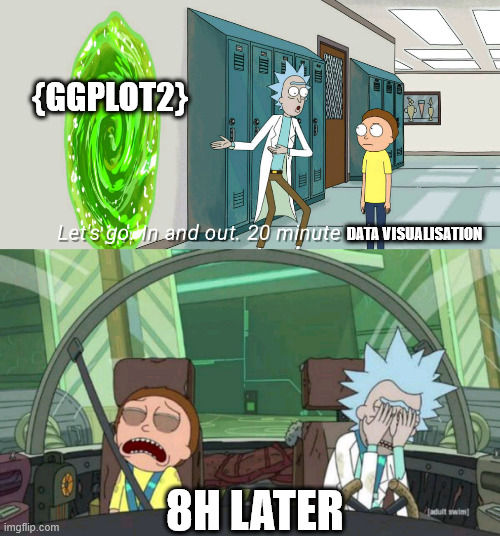 {GGPLOT2}
Let's go. In and out. 20 minute DATA VISUALISATION
8H LATER
[adult swim]
imgflip.com